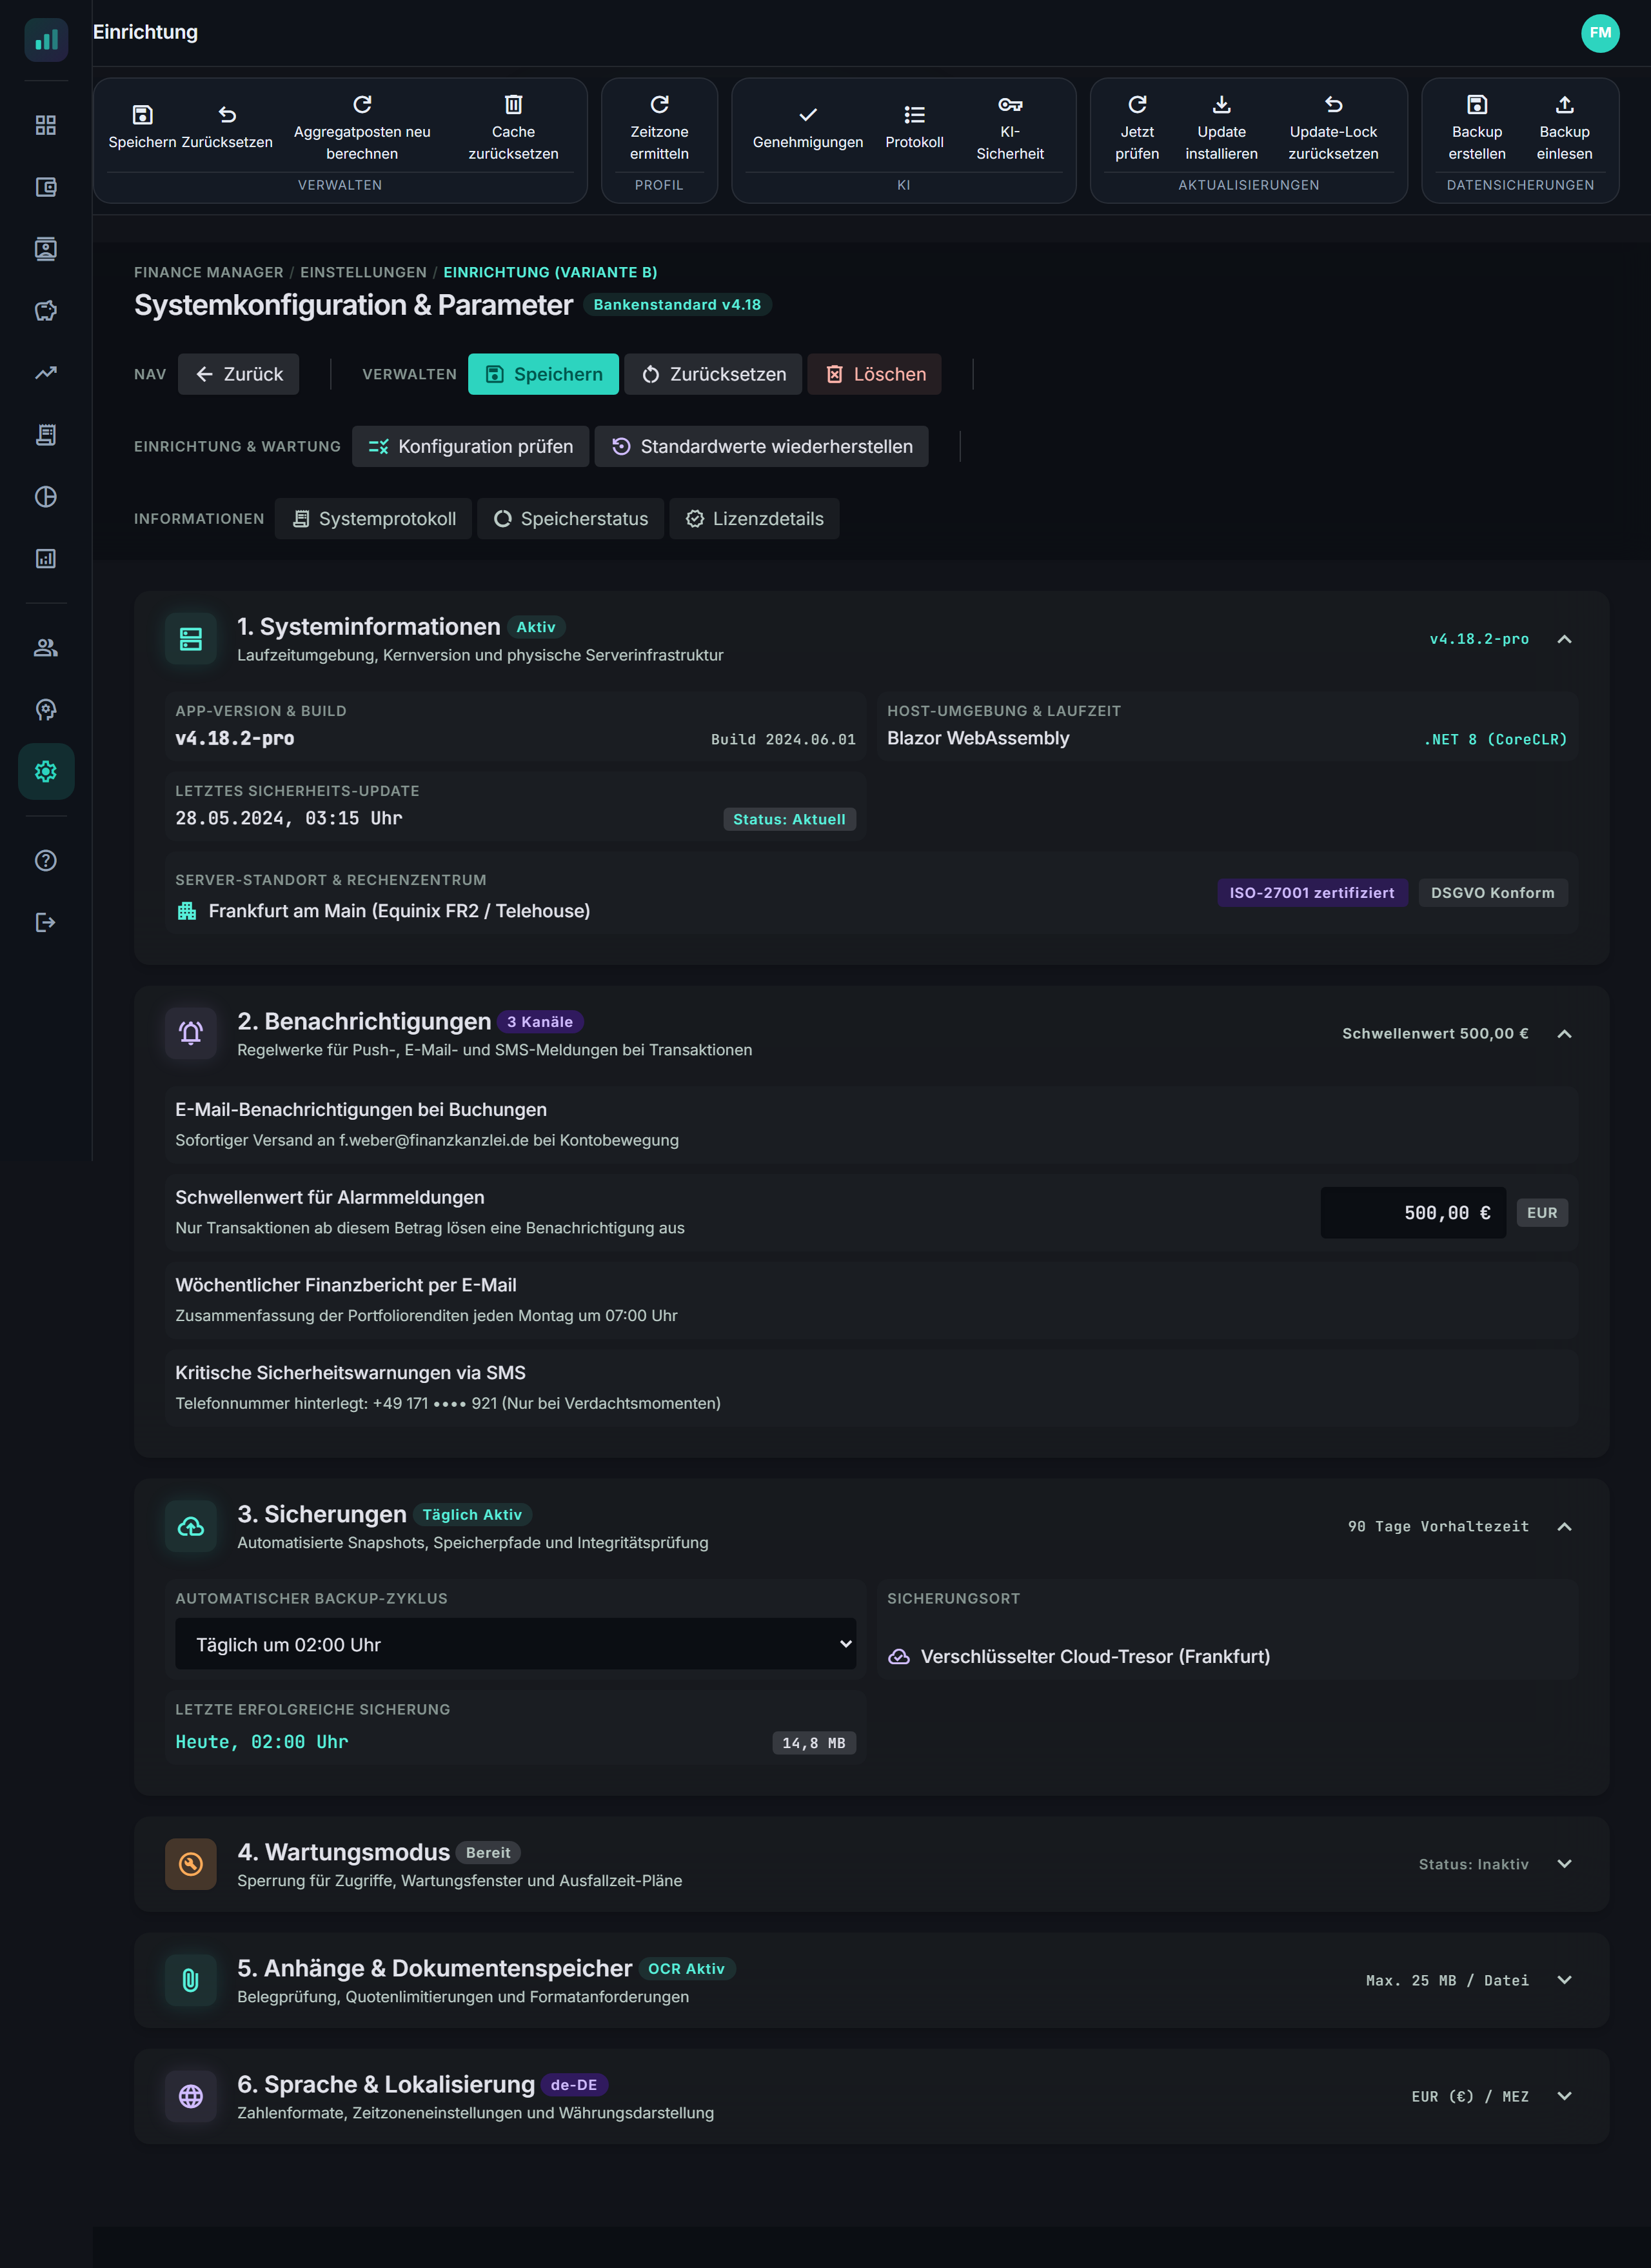 Einrichtung
FM
Speichern
Zurücksetzen
Aggregatposten neu
berechnen
Cache
zurücksetzen
VERWALTEN
Zeitzone
ermitteln
PROFIL
Genehmigungen
Protokoll
KI-
Sicherheit
KI
Jetzt
prüfen
Update
installieren
Update-Lock
zurücksetzen
AKTUALISIERUNGEN
Backup
erstellen
Backup
einlesen
DATENSICHERUNGEN
FINANCE MANAGER / EINSTELLUNGEN / EINRICHTUNG (VARIANTE B)
Systemkonfiguration & Parameter Bankenstandard v4.18
NAV Zurück VERWALTEN Speichern Zurücksetzen Löschen
EINRICHTUNG & WARTUNG Konfiguration prüfen Standardwerte wiederherstellen
INFORMATIONEN Systemprotokoll Speicherstatus Lizenzdetails
1. Systeminformationen Aktiv
Laufzeitumgebung, Kernversion und physische Serverinfrastruktur
v4.18.2-pro
APP-VERSION & BUILD
v4.18.2-pro Build 2024.06.01
HOST-UMGEBUNG & LAUFZEIT
Blazor WebAssembly .NET 8 (CoreCLR)
LETZTES SICHERHEITS-UPDATE
28.05.2024, 03:15 Uhr Status: Aktuell
SERVER-STANDORT & RECHENZENTRUM
Frankfurt am Main (Equinix FR2 / Telehouse)
ISO-27001 zertifiziert DSGVO Konform
2. Benachrichtigungen 3 Kanäle
Regelwerke für Push-, E-Mail- und SMS-Meldungen bei Transaktionen
Schwellenwert 500,00 €
E-Mail-Benachrichtigungen bei Buchungen
Sofortiger Versand an f.weber@finanzkanzlei.de bei Kontobewegung
Schwellenwert für Alarmmeldungen
Nur Transaktionen ab diesem Betrag lösen eine Benachrichtigung aus
500,00 € EUR
Wöchentlicher Finanzbericht per E-Mail
Zusammenfassung der Portfoliorenditen jeden Montag um 07:00 Uhr
Kritische Sicherheitswarnungen via SMS
Telefonnummer hinterlegt: +49 171 •••• 921 (Nur bei Verdachtsmomenten)
3. Sicherungen Täglich Aktiv
Automatisierte Snapshots, Speicherpfade und Integritätsprüfung
90 Tage Vorhaltezeit
AUTOMATISCHER BACKUP-ZYKLUS
Täglich um 02:00 Uhr
SICHERUNGSORT
Verschlüsselter Cloud-Tresor (Frankfurt)
LETZTE ERFOLGREICHE SICHERUNG
Heute, 02:00 Uhr 14,8 MB
4. Wartungsmodus Bereit
Sperrung für Zugriffe, Wartungsfenster und Ausfallzeit-Pläne
Status: Inaktiv
5. Anhänge & Dokumentenspeicher OCR Aktiv
Belegprüfung, Quotenlimitierungen und Formatanforderungen
Max. 25 MB / Datei
6. Sprache & Lokalisierung de-DE
Zahlenformate, Zeitzoneneinstellungen und Währungsdarstellung
EUR (€) / MEZ